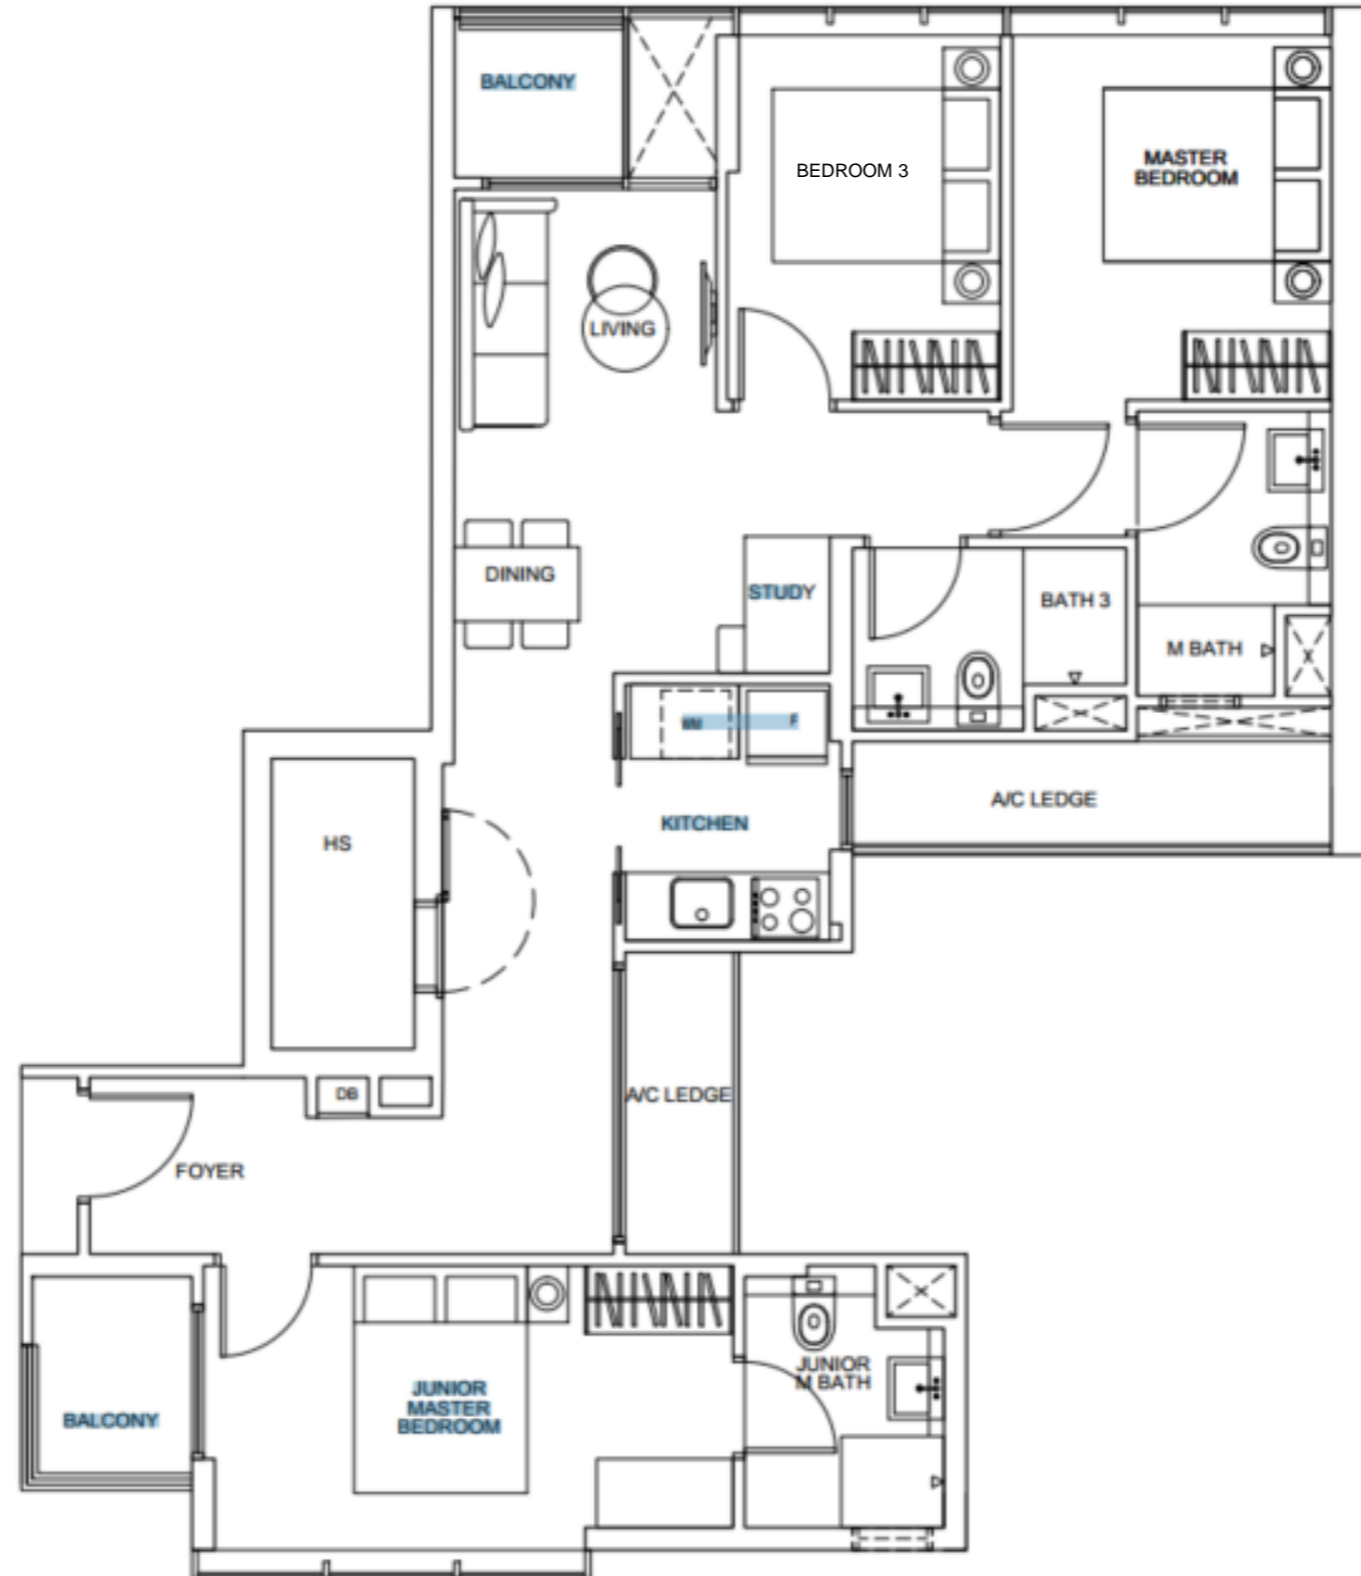 BALCONY
BEDROOM 3
MASTER
BEDROOM
LIVING
DINING
STUDY
BATH 3
M BATH
WM
F
KITCHEN
A/C LEDGE
HS
DB
A/C LEDGE
FOYER
JUNIOR
M BATH
JUNIOR
MASTER
BEDROOM
BALCONY